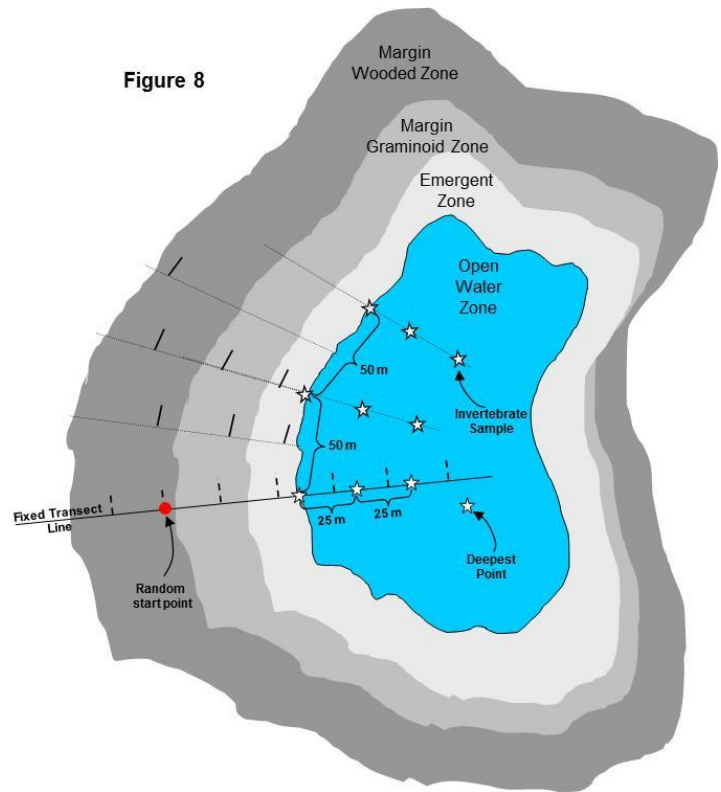 Figure 8
Margin
Wooded Zone
Margin
Graminoid Zone
Emergent
Zone
Open
Water
Zone
50 m
Invertebrate
Sample
50 m
Fixed Transect
Line
25 m
25 m
Random
start point
Deepest
Point